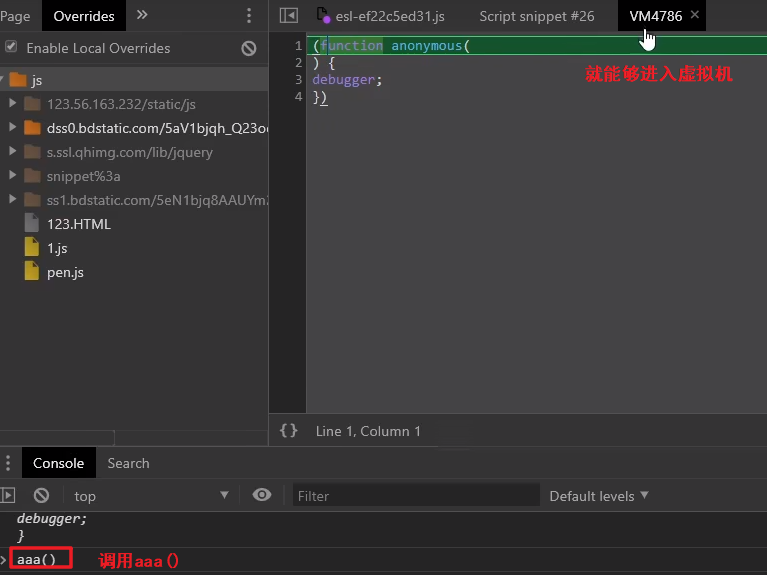 Page Overrides »
Enable Local Overrides
js
123.56.163.232/static/js
dss0.bdstatic.com/5aV1bjqh_Q23o
s.ssl.qhimg.com/lib/jquery
snippet%3a
ss1.bdstatic.com/5eN1bjq8AAUYm
123.HTML
1.js
pen.js
esl-ef22c5ed31.js Script snippet #26 VM4786 ×
1 (function anonymous(
2 ) {
3 debugger;
4 })
就能够进入虚拟机
{} Line 1, Column 1
Console Search
top ▼ Filter Default levels ▼
debugger;
}
> aaa() 调用aaa()